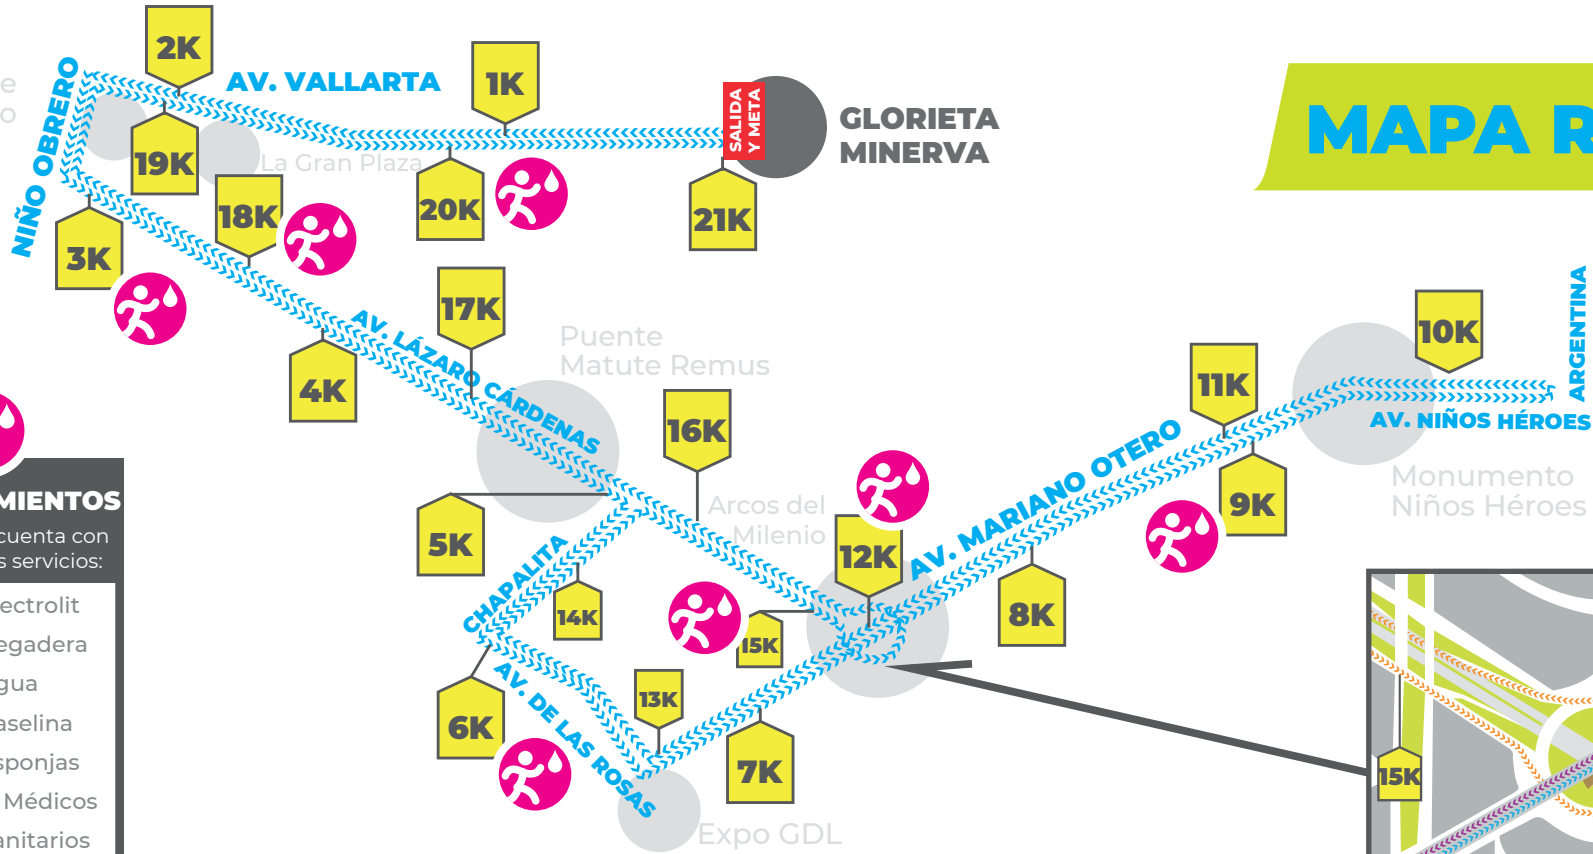 2K
1K
AV. VALLARTA
SALIDA
Y META
GLORIETA
MINERVA
MAPA R
e
o
NIÑO OBRERO
19K
La Gran Plaza
18K
20K
21K
3K
17K
AV. LÁZARO CÁRDENAS
4K
Puente
Matute Remus
16K
Arcos del
Milenio
5K
12K
AV. MARIANO OTERO
11K
10K
ARGENTINA
AV. NIÑOS HÉROES
Monumento
Niños Héroes
9K
8K
CHAPALITA
14K
15K
AV. DE LAS ROSAS
13K
6K
7K
Expo GDL
15K
MIENTOS
cuenta con
s servicios:
ectrolit
egadera
gua
aselina
sponjas
Médicos
anitarios